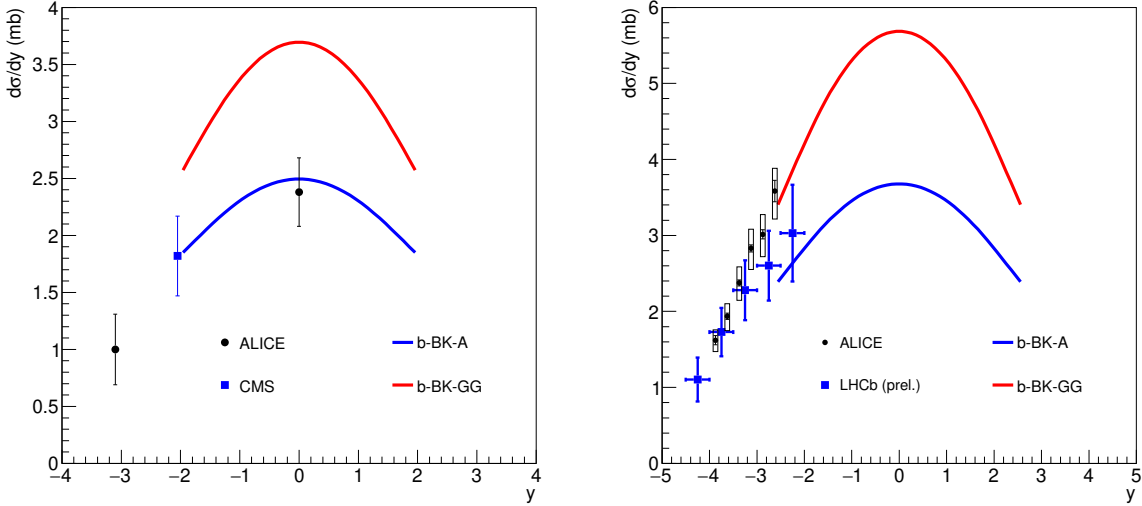 dσ/dy (mb)
4
3.5
3
2.5
2
1.5
1
0.5
0
ALICE
CMS
b-BK-A
b-BK-GG
−4 −3 −2 −1 0 1 2 3 4
y
dσ/dy (mb)
6
5
4
3
2
1
0
ALICE
LHCb (prel.)
b-BK-A
b-BK-GG
−5 −4 −3 −2 −1 0 1 2 3 4 5
y